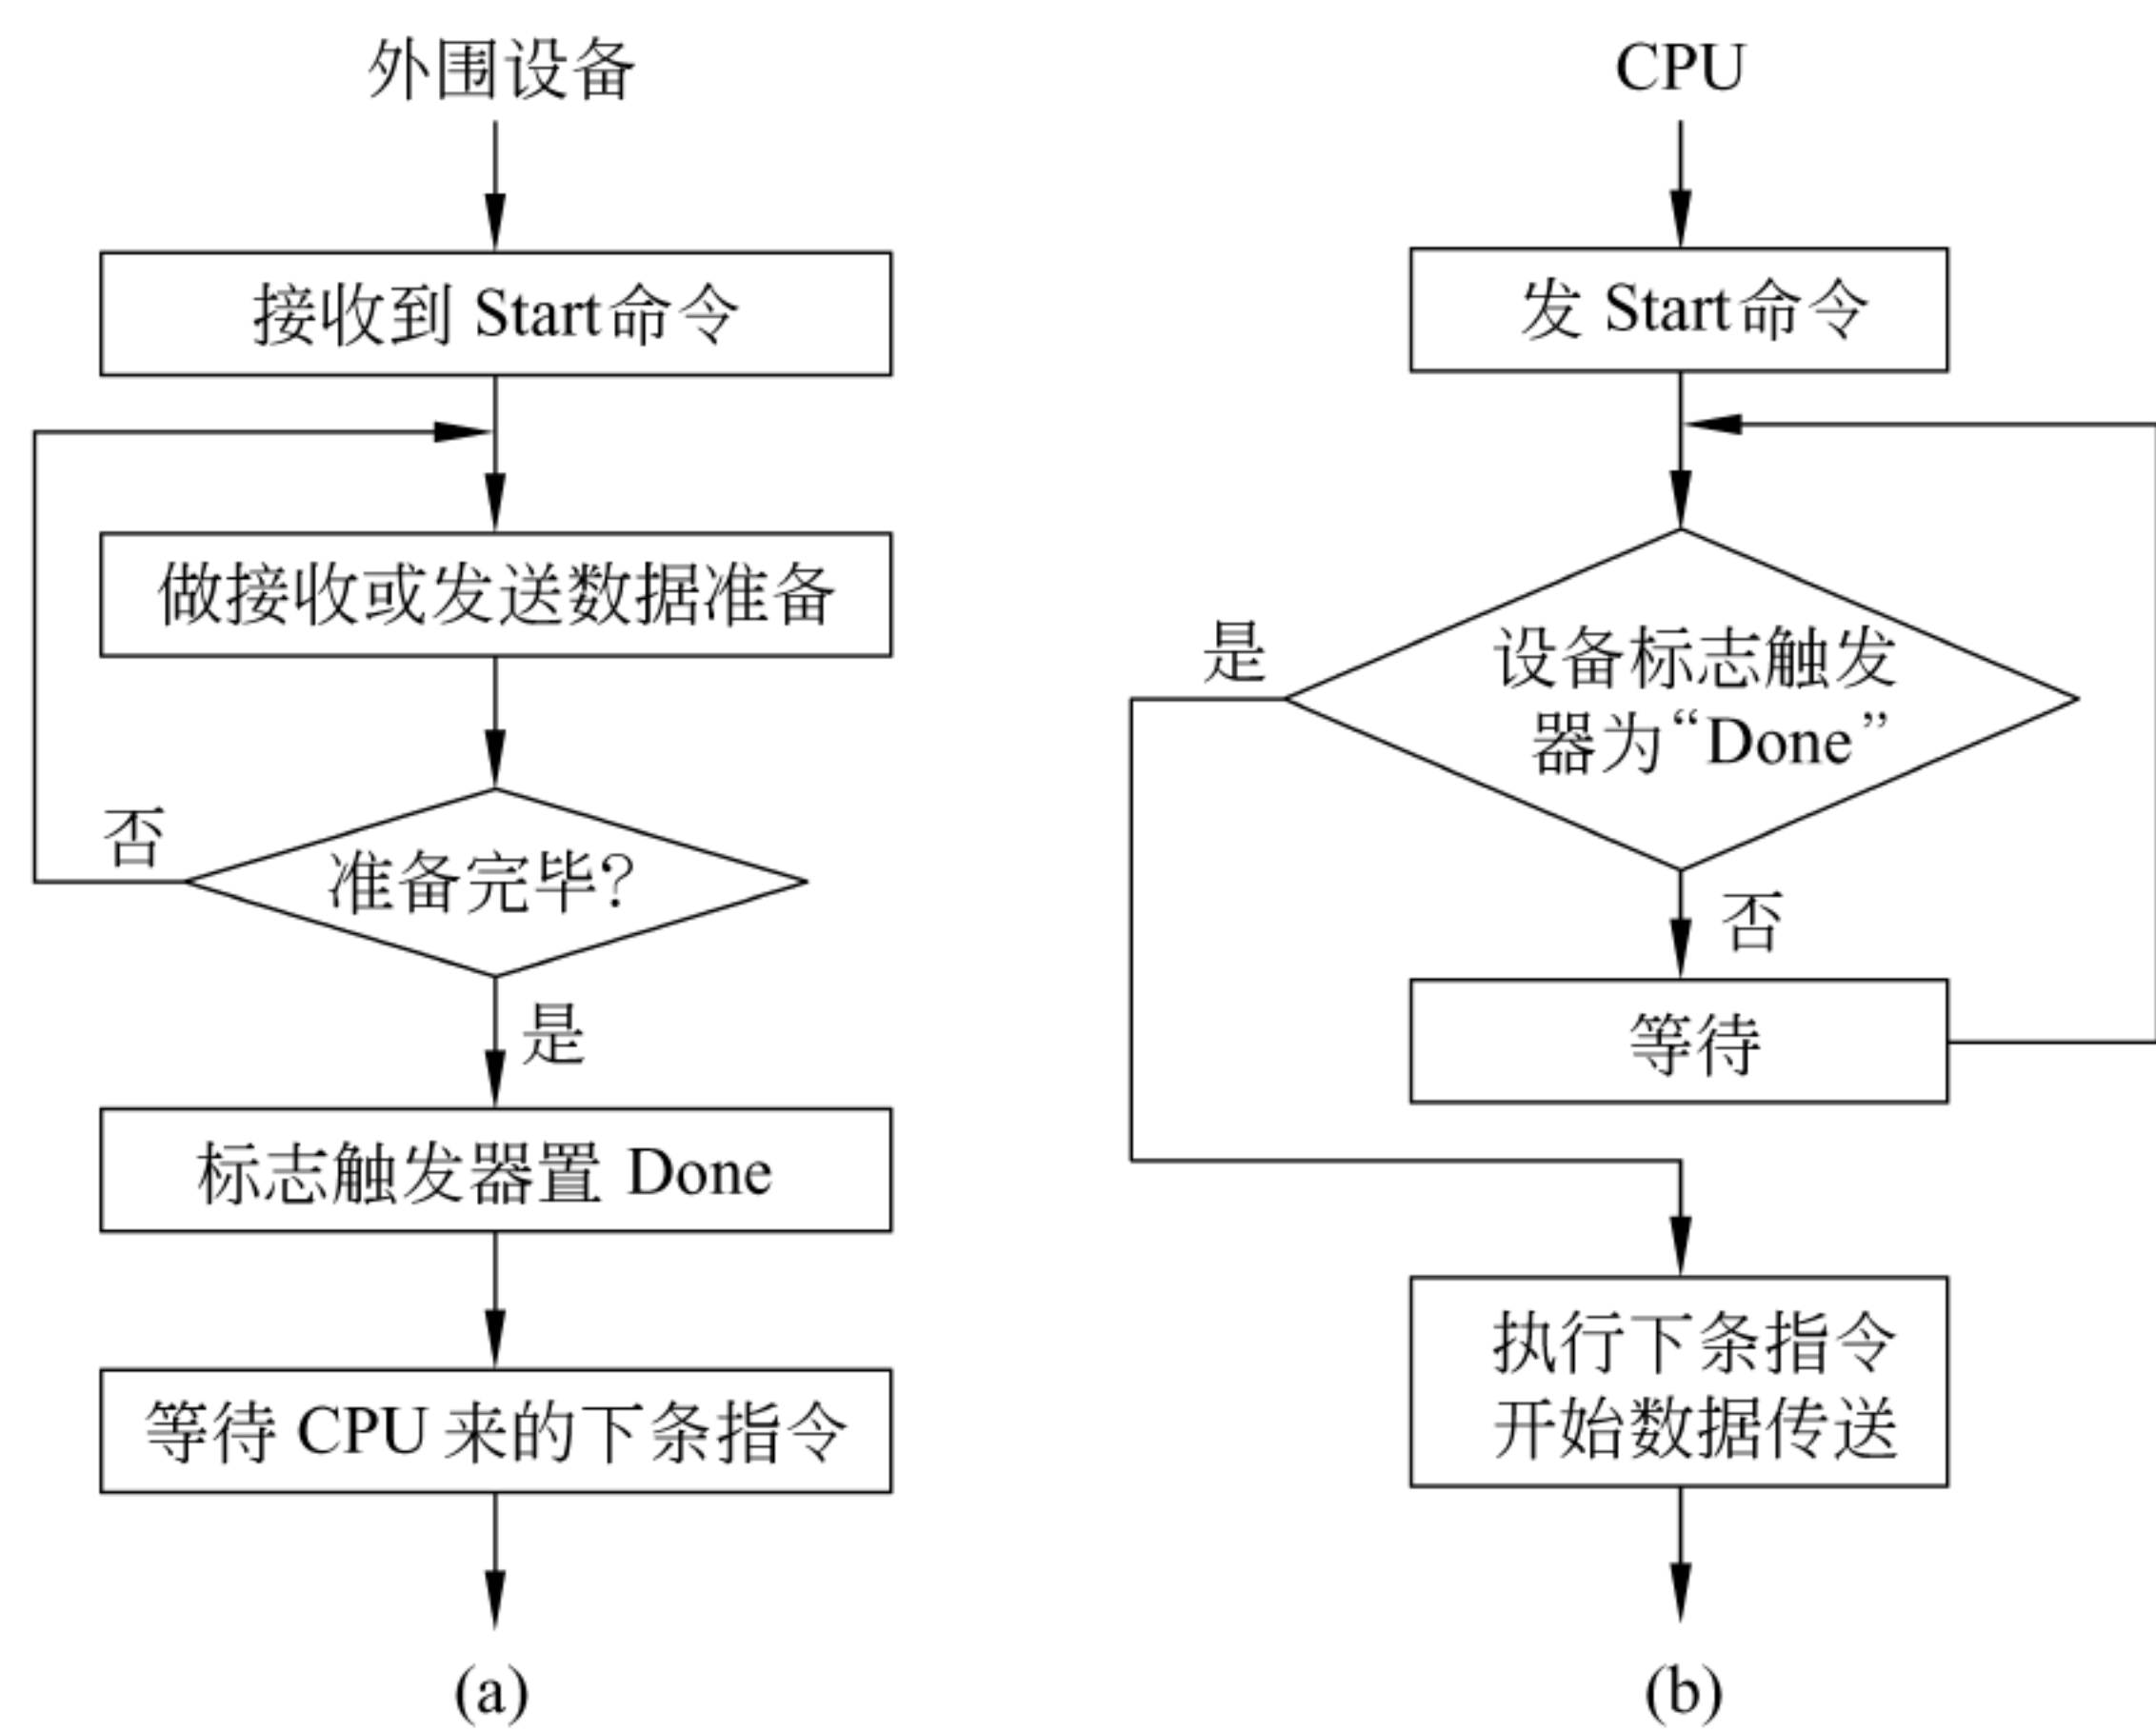 外围设备
接收到 Start命令
做接收或发送数据准备
否
准备完毕?
是
标志触发器置 Done
等待 CPU 来的下条指令
(a)
CPU
发 Start命令
是
设备标志触发
器为“Done”
否
等待
执行下条指令
开始数据传送
(b)